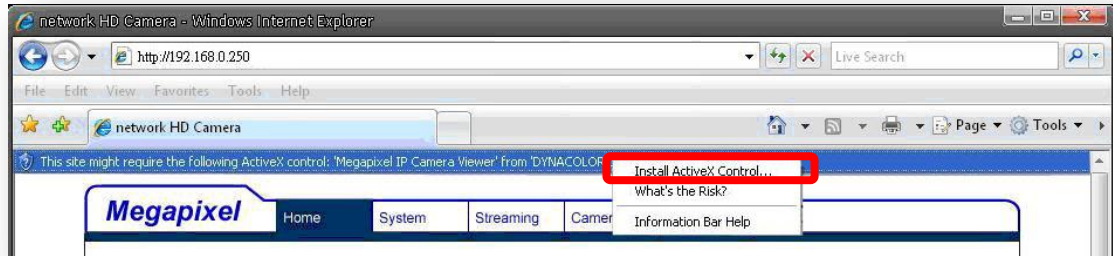 network HD Camera - Windows Internet Explorer
http://192.168.0.250
Live Search
File Edit View Favorites Tools Help
network HD Camera
Page
Tools
This site might require the following ActiveX control: 'Megapixel IP Camera Viewer' from 'DYNACOLOR
Install ActiveX Control...
What's the Risk?
Information Bar Help
Megapixel
Home
System
Streaming
Camer